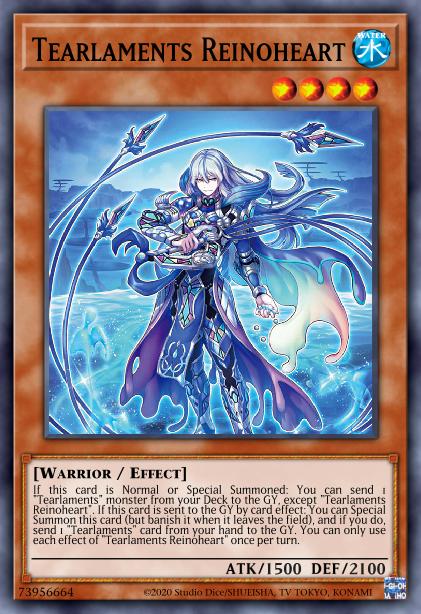 TEARLAMENTS REINOHEART
WATER
水
[WARRIOR / EFFECT]
If this card is Normal or Special Summoned: You can send 1
"Tearlaments" monster from your Deck to the GY, except "Tearlaments
Reinoheart". If this card is sent to the GY by card effect: You can Special
Summon this card (but banish it when it leaves the field), and if you do,
send 1 "Tearlaments" card from your hand to the GY. You can only use
each effect of "Tearlaments Reinoheart" once per turn.
ATK/1500 DEF/2100
73956664
©2020 Studio Dice/SHUEISHA, TV TOKYO, KONAMI